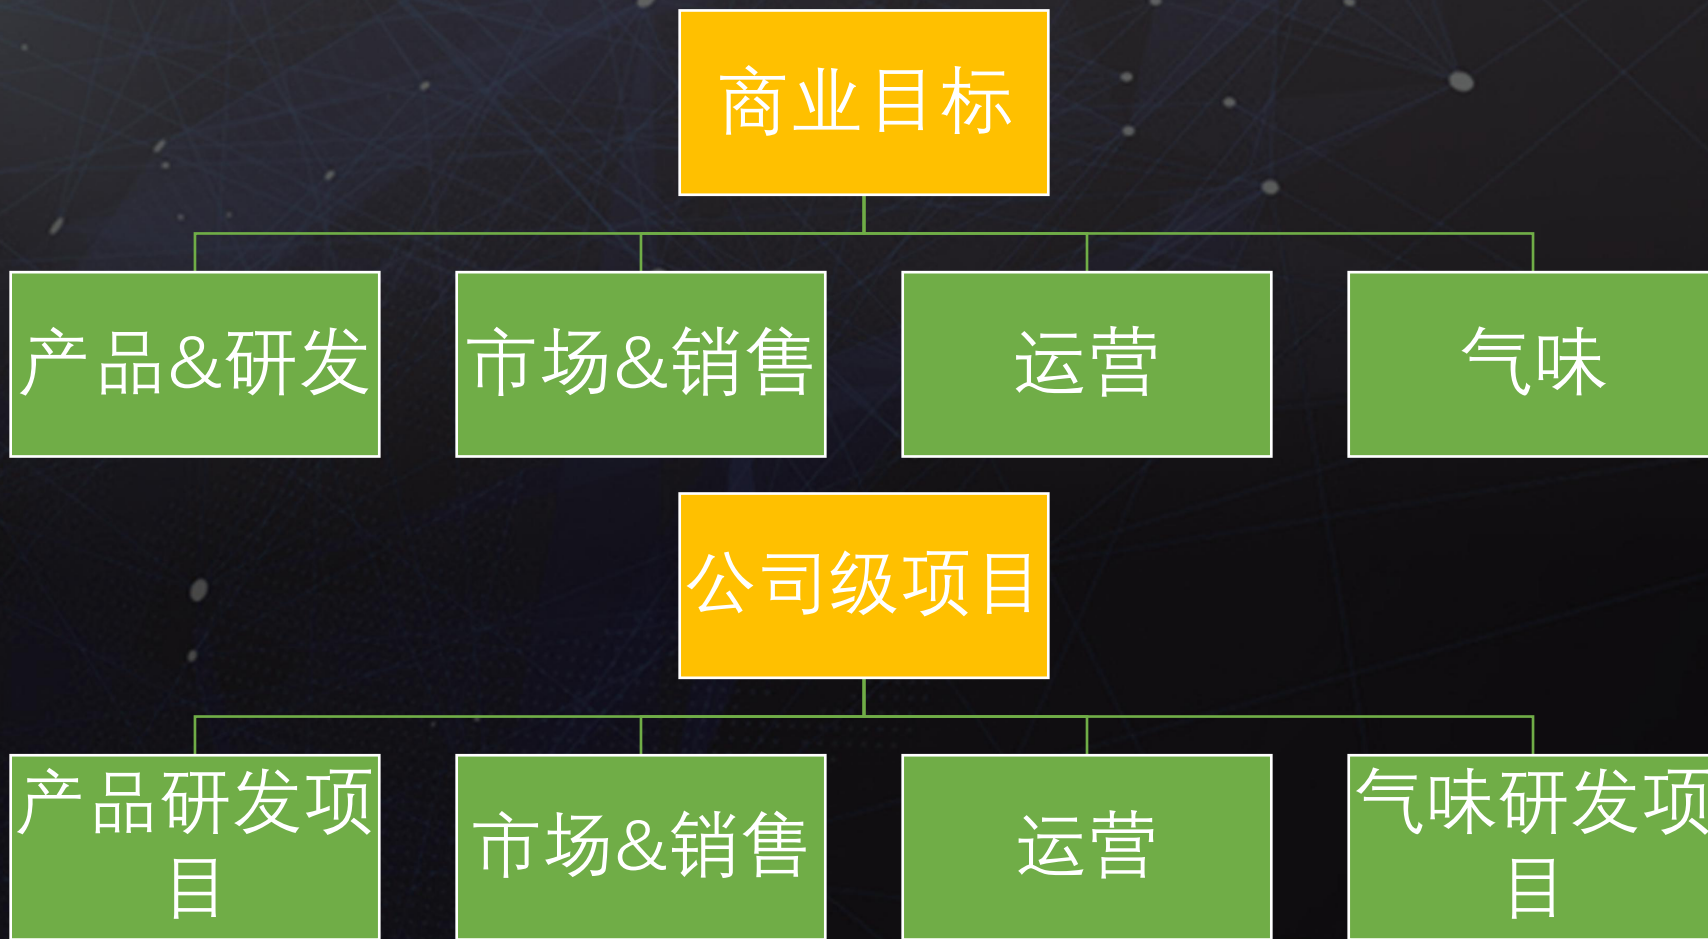 商业目标
产品&研发
市场&销售
运营
气味
公司级项目
产品研发项
目
市场&销售
运营
气味研发项
目